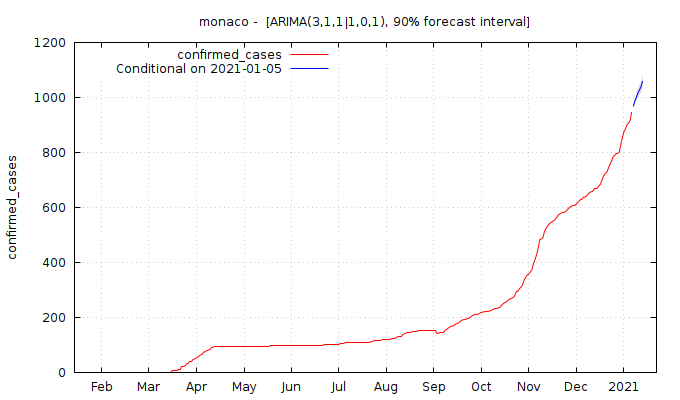 monaco -  [ARIMA(3,1,1|1,0,1), 90% forecast interval]
1200
1000
800
600
400
200
0
confirmed_cases
confirmed_cases
Conditional on 2021-01-05
Feb Mar Apr May Jun Jul Aug Sep Oct Nov Dec 2021